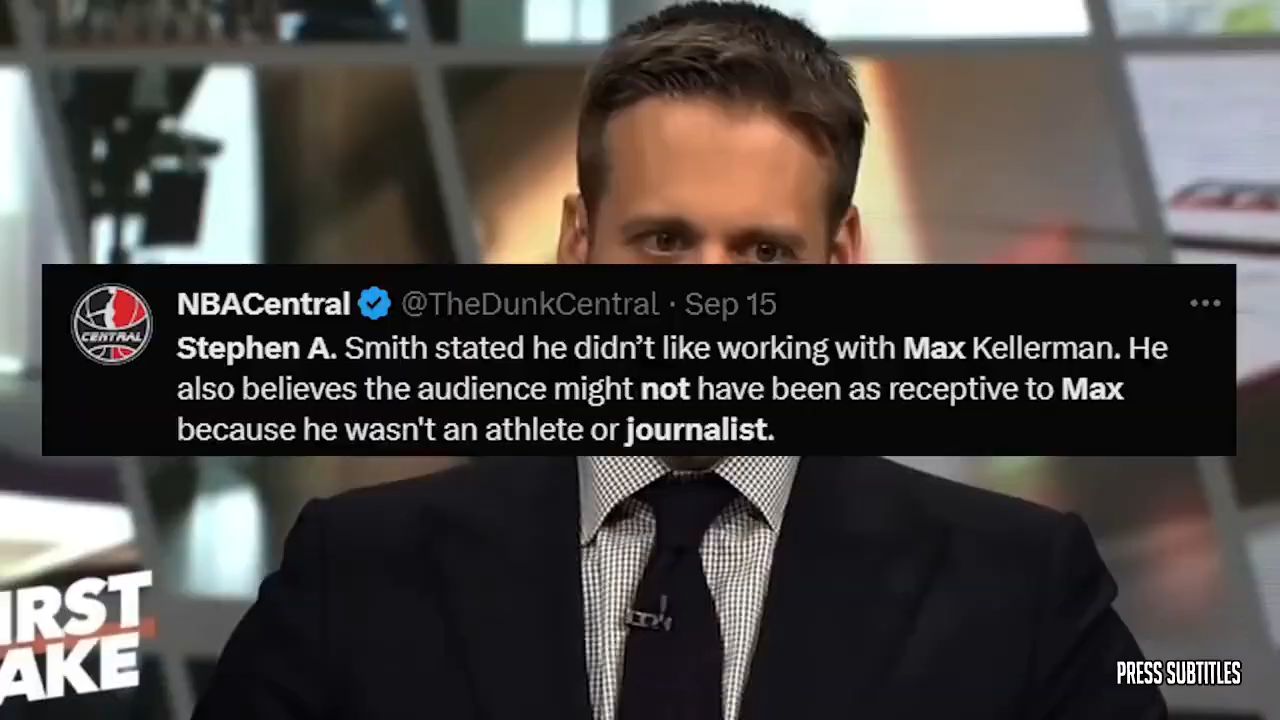 NBACentral @TheDunkCentral · Sep 15
CENTRAL
Stephen A. Smith stated he didn’t like working with Max Kellerman. He
also believes the audience might not have been as receptive to Max
because he wasn't an athlete or journalist.
IRST
AKE
PRESS SUBTITLES